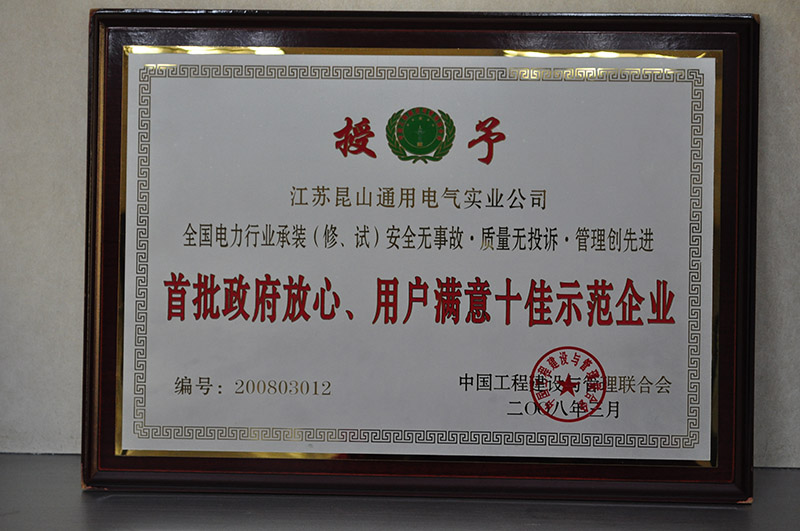 授 予
江苏昆山通用电气实业公司
全国电力行业承装（修、试）安全无事故·质量无投诉·管理创先进
首批政府放心、用户满意十佳示范企业
编号：200803012
中国工程建设与管理联合会
二〇〇八年三月